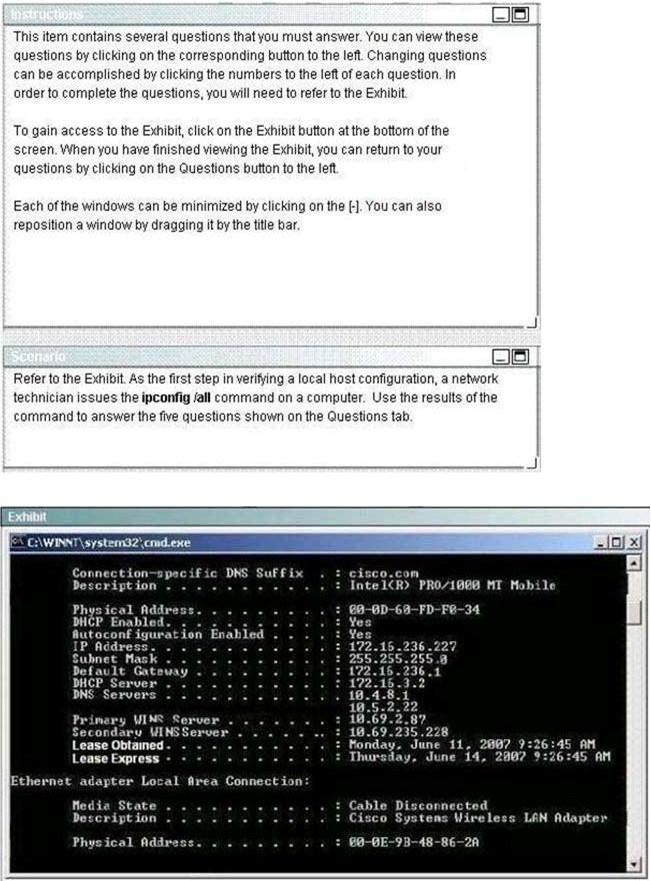 Instructions
This item contains several questions that you must answer. You can view these
questions by clicking on the corresponding button to the left. Changing questions
can be accomplished by clicking the numbers to the left of each question. In
order to complete the questions, you will need to refer to the Exhibit.
To gain access to the Exhibit, click on the Exhibit button at the bottom of the
screen. When you have finished viewing the Exhibit, you can return to your
questions by clicking on the Questions button to the left.
Each of the windows can be minimized by clicking on the [-]. You can also
reposition a window by dragging it by the title bar.
Scenario
Refer to the Exhibit. As the first step in verifying a local host configuration, a network
technician issues the ipconfig /all command on a computer. Use the results of the
command to answer the five questions shown on the Questions tab.
Exhibit
C:\WINNT\system32\cmd.exe
Connection-specific DNS Suffix . : cisco.com
Description . . . . . . . . . . . : Intel(R) PRO/1000 MT Mobile
Physical Address. . . . . . . . . : 00-0D-60-FD-F0-34
DHCP Enabled. . . . . . . . . . . : Yes
Autoconfiguration Enabled . . . . : Yes
IP Address. . . . . . . . . . . . : 172.16.236.227
Subnet Mask . . . . . . . . . . . : 255.255.255.0
Default Gateway . . . . . . . . . : 172.16.236.1
DHCP Server . . . . . . . . . . . : 172.16.3.2
DNS Servers . . . . . . . . . . . : 10.4.8.1
10.5.2.22
Primary WINS Server . . . . . . . : 10.69.2.87
Secondary WINSServer . . . . . . .. : 10.69.235.228
Lease Obtained. . . . . . . . . . : Monday, June 11, 2007 9:26:45 AM
Lease Express . . . . . . . . . . : Thursday, June 14, 2007 9:26:45 AM
Ethernet adapter Local Area Connection:
Media State . . . . . . . . . . . : Cable Disconnected
Description . . . . . . . . . . . : Cisco Systems Wireless LAN Adapter
Physical Address. . . . . . . . . : 00-0E-9B-48-86-2A